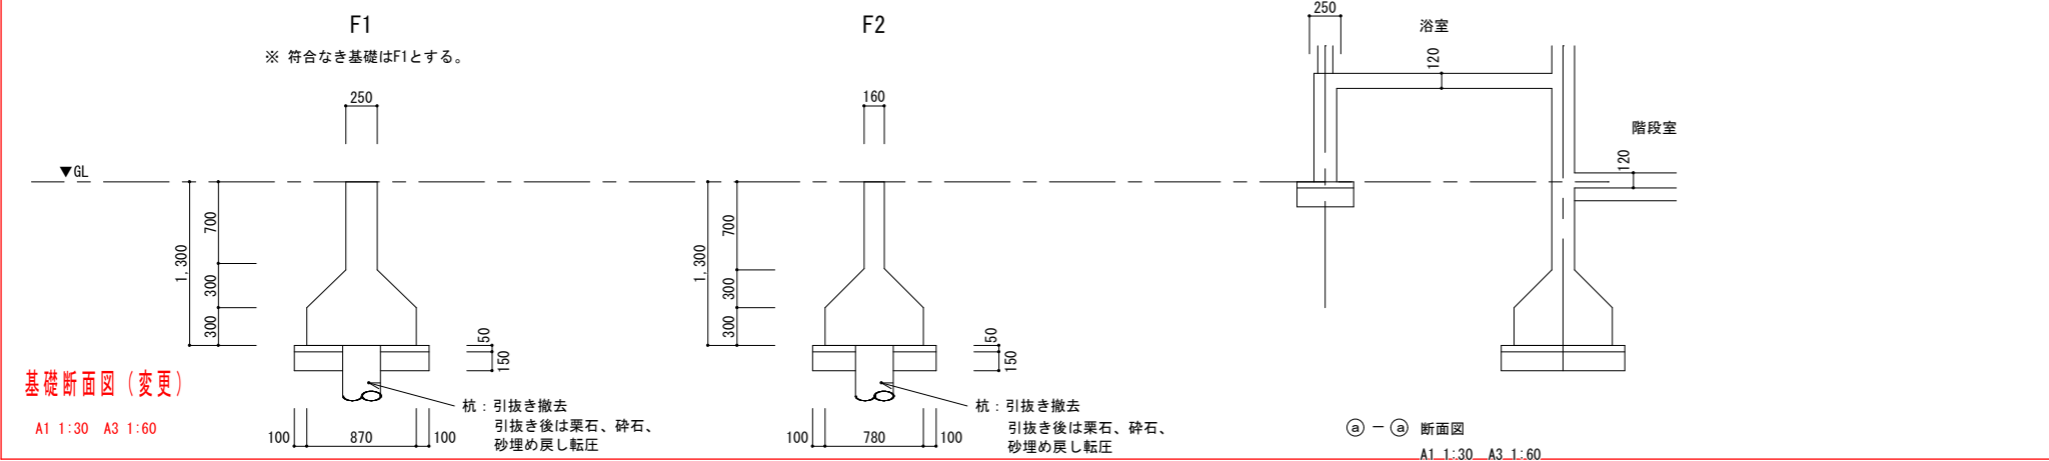 F1
※ 符合なき基礎はF1とする。
250
▼GL
700
1,300
300
300
50
150
杭：引抜き撤去
引抜き後は栗石、砕石、
砂埋め戻し転圧
100
870
100
基礎断面図（変更）
A1 1:30 A3 1:60
F2
160
700
1,300
300
300
50
150
杭：引抜き撤去
引抜き後は栗石、砕石、
砂埋め戻し転圧
100
780
100
250
浴室
120
階段室
120
ⓐ － ⓐ 断面図
A1 1:30 A3 1:60